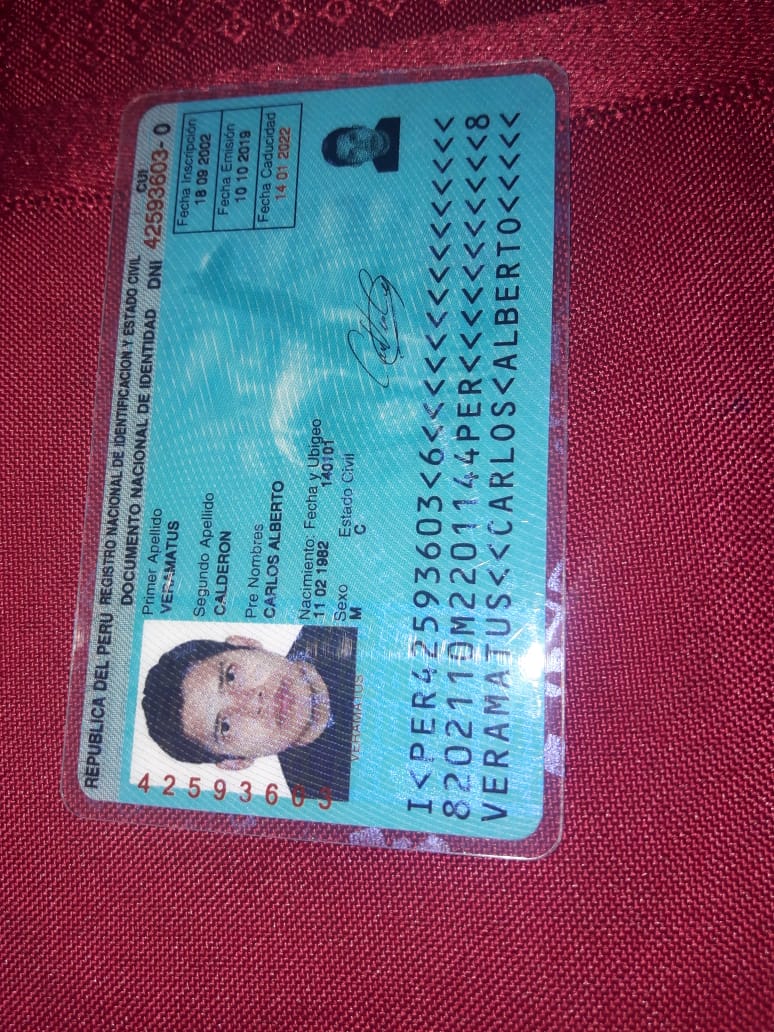 REPUBLICA DEL PERU REGISTRO NACIONAL DE IDENTIFICACION Y ESTADO CIVIL
DOCUMENTO NACIONAL DE IDENTIDAD DNI 42593603-0
CUI
Primer Apellido
VERAMATUS
Segundo Apellido
CALDERON
Pre Nombres
CARLOS ALBERTO
Nacimiento: Fecha y Ubigeo
11 02 1982 140101
Sexo Estado Civil
M C
Fecha Inscripción
18 09 2002
Fecha Emisión
10 10 2019
Fecha Caducidad
14 01 2022
VERAMATUS
42593603
I<PER42593603<6<<<<<<<<<<<<<<<
8202110M2201144PER<<<<<<<<<<<8
VERAMATUS<<CARLOS<ALBERTO<<<<<